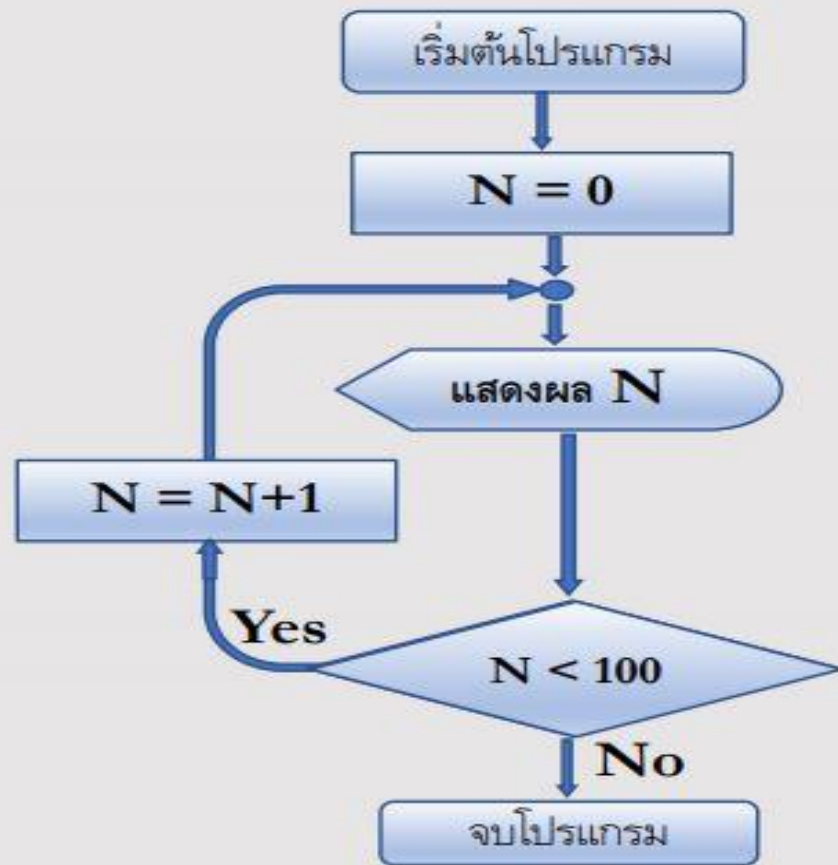 เริ่มต้นโปรแกรม
N = 0
แสดงผล N
N = N+1
Yes
N < 100
No
จบโปรแกรม